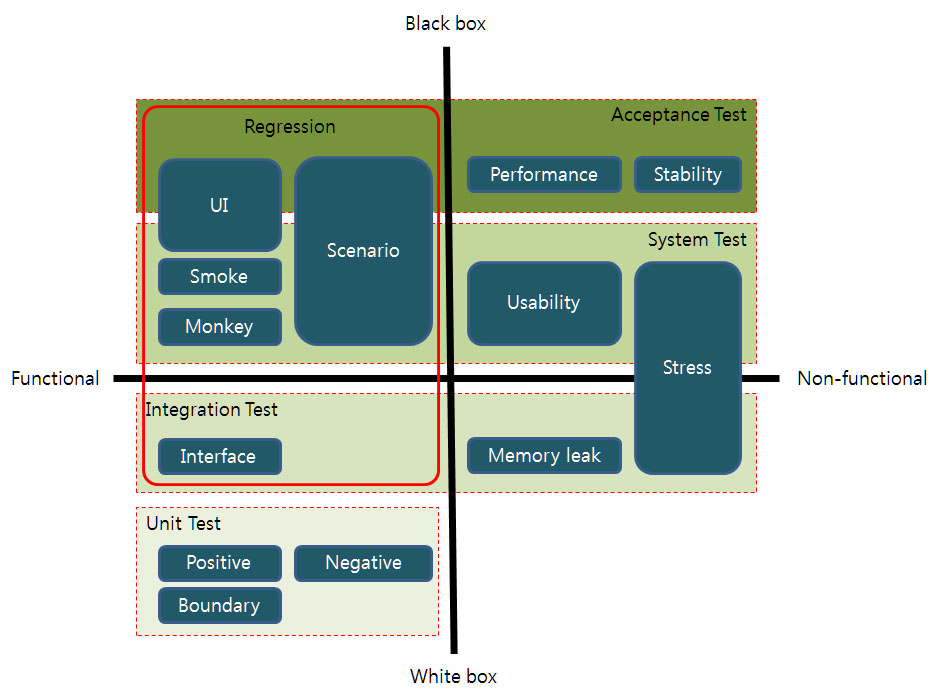 Black box
Regression
Acceptance Test
UI
Scenario
Performance
Stability
System Test
Smoke
Monkey
Usability
Stress
Functional
Non-functional
Integration Test
Interface
Memory leak
Unit Test
Positive
Negative
Boundary
White box